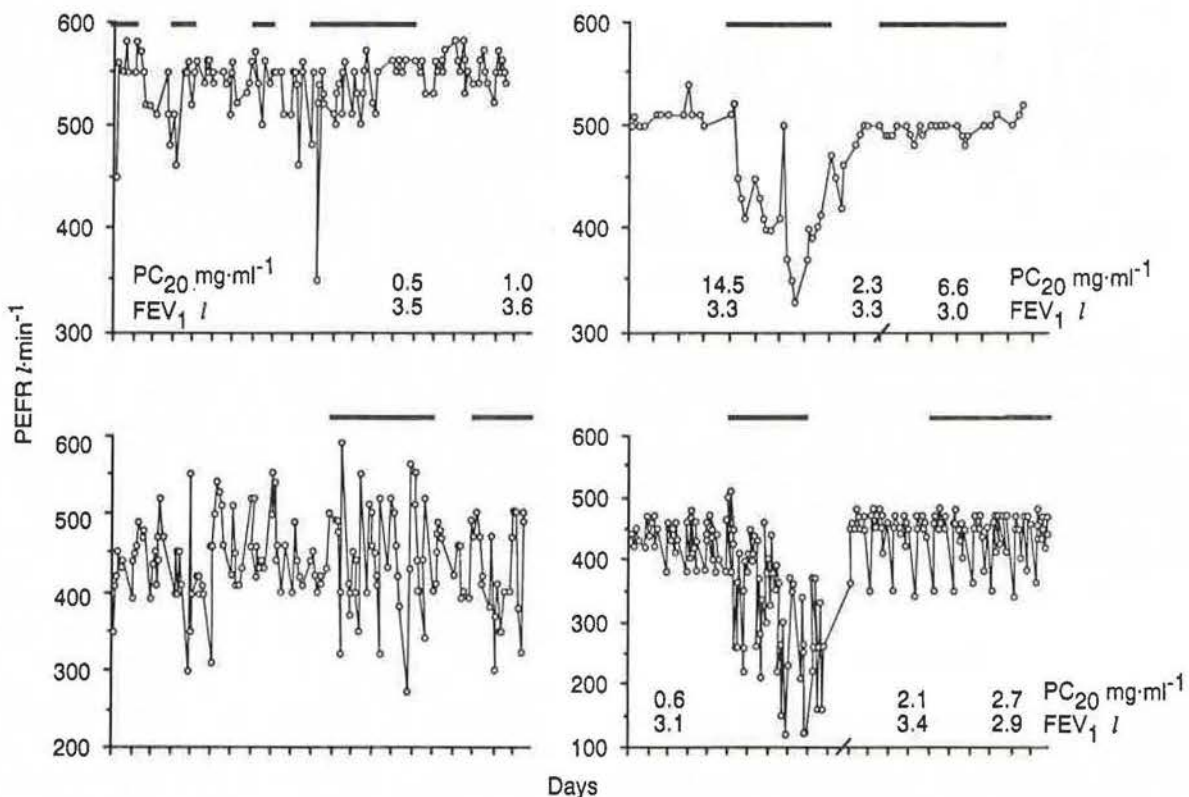 PEFR l·min⁻¹
600
500
400
300
PC₂₀ mg·ml⁻¹ 0.5 1.0
FEV₁ l 3.5 3.6
600
500
400
300
14.5 2.3 6.6 PC₂₀ mg·ml⁻¹
3.3 3.3 3.0 FEV₁ l
600
500
400
300
200
600
500
400
300
200
100
0.6 2.1 2.7 PC₂₀ mg·ml⁻¹
3.1 3.4 2.9 FEV₁ l
Days